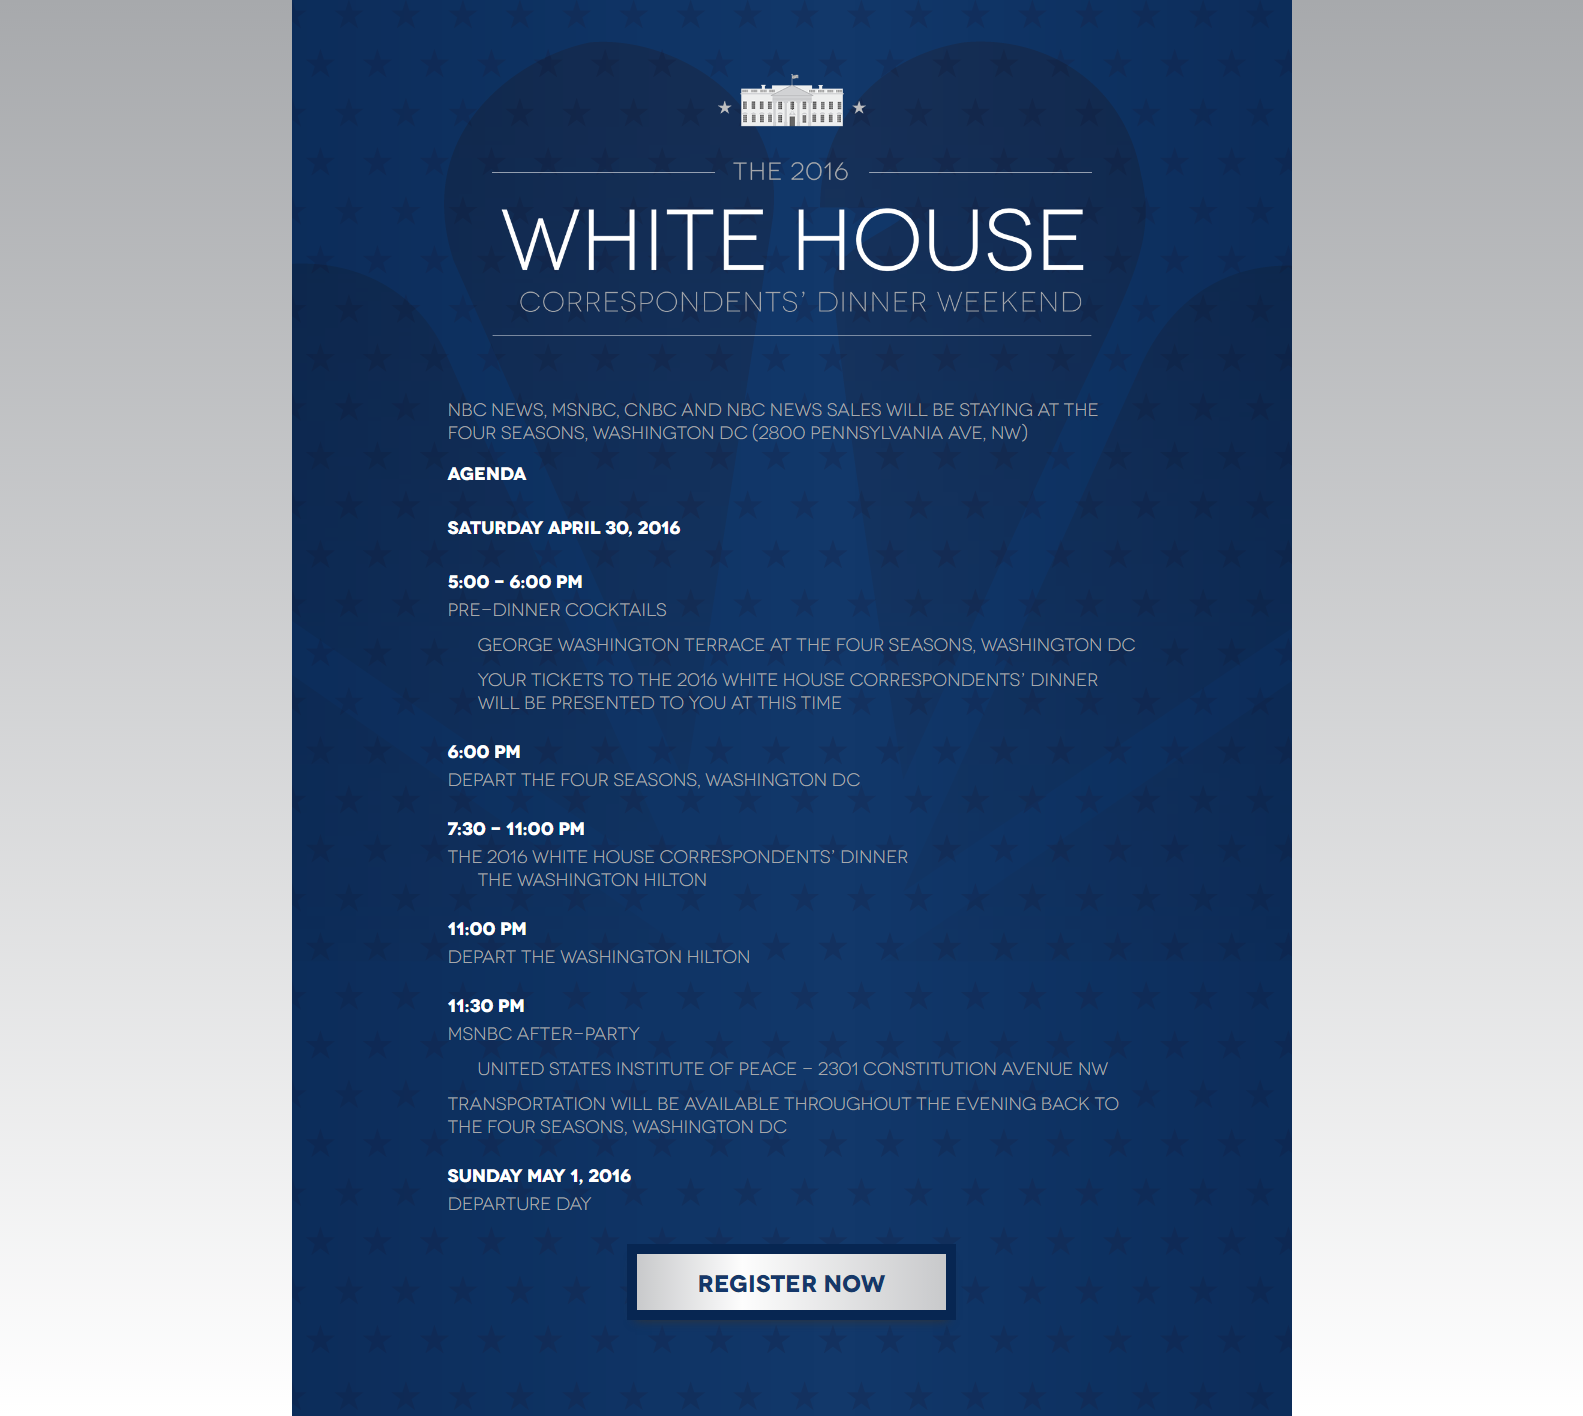 THE 2016
WHITE HOUSE
CORRESPONDENTS’ DINNER WEEKEND
NBC NEWS, MSNBC, CNBC AND NBC NEWS SALES WILL BE STAYING AT THE
FOUR SEASONS, WASHINGTON DC (2800 PENNSYLVANIA AVE, NW)
AGENDA
SATURDAY APRIL 30, 2016
5:00 – 6:00 PM
PRE–DINNER COCKTAILS
GEORGE WASHINGTON TERRACE AT THE FOUR SEASONS, WASHINGTON DC
YOUR TICKETS TO THE 2016 WHITE HOUSE CORRESPONDENTS’ DINNER
WILL BE PRESENTED TO YOU AT THIS TIME
6:00 PM
DEPART THE FOUR SEASONS, WASHINGTON DC
7:30 – 11:00 PM
THE 2016 WHITE HOUSE CORRESPONDENTS’ DINNER
THE WASHINGTON HILTON
11:00 PM
DEPART THE WASHINGTON HILTON
11:30 PM
MSNBC AFTER–PARTY
UNITED STATES INSTITUTE OF PEACE – 2301 CONSTITUTION AVENUE NW
TRANSPORTATION WILL BE AVAILABLE THROUGHOUT THE EVENING BACK TO
THE FOUR SEASONS, WASHINGTON DC
SUNDAY MAY 1, 2016
DEPARTURE DAY
REGISTER NOW